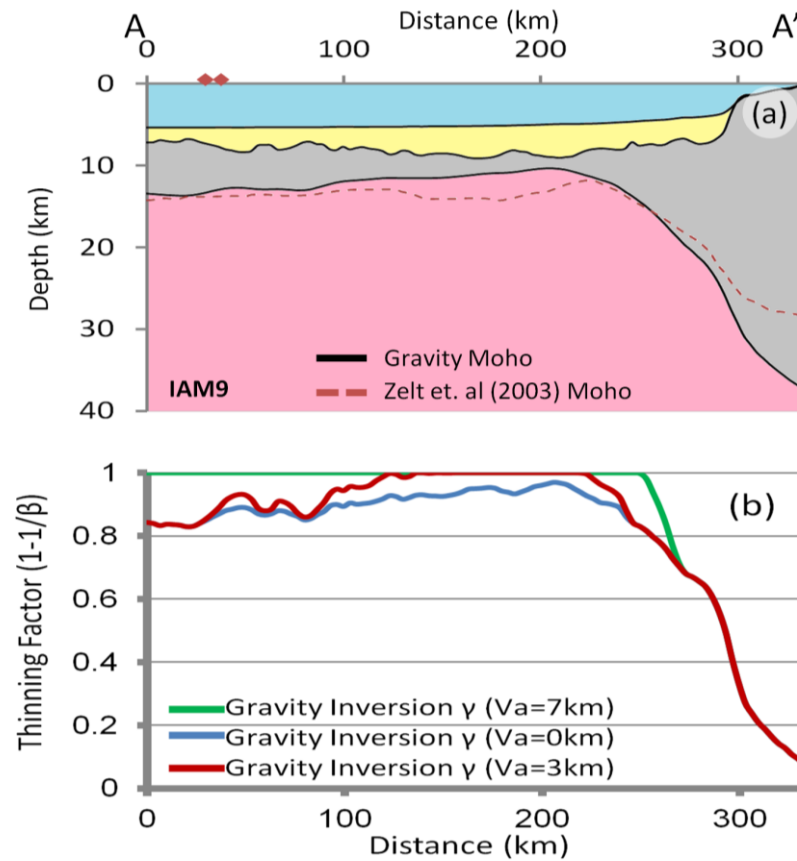 A Distance (km) A’
0 100 200 300
0
(a)
10
20
30
40
Depth (km)
Gravity Moho
IAM9 Zelt et. al (2003) Moho
1
(b)
0.8
0.6
0.4
0.2
0
Thinning Factor (1-1/β)
Gravity Inversion γ (Va=7km)
Gravity Inversion γ (Va=0km)
Gravity Inversion γ (Va=3km)
0 100 200 300
Distance (km)